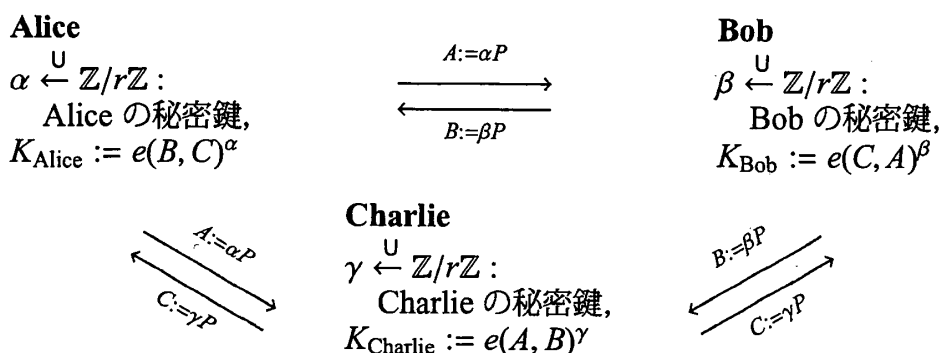 Alice
α ←U Z/rZ :
Alice の秘密鍵,
K_Alice := e(B, C)^α
A:=αP
B:=βP
Bob
β ←U Z/rZ :
Bob の秘密鍵,
K_Bob := e(C, A)^β
A:=αP
C:=γP
Charlie
γ ←U Z/rZ :
Charlie の秘密鍵,
K_Charlie := e(A, B)^γ
B:=βP
C:=γP